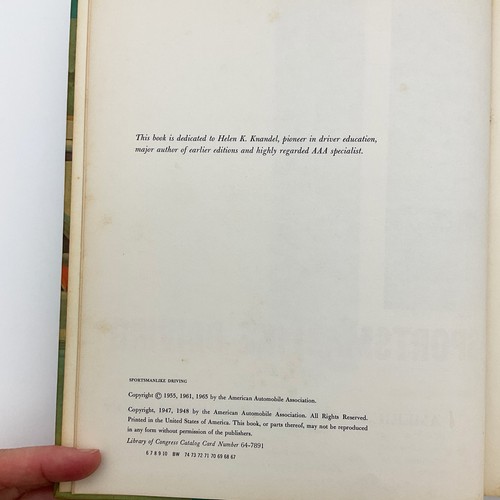 This book is dedicated to Helen K. Knandel, pioneer in driver education,
major author of earlier editions and highly regarded AAA specialist.
SPORTSMANLIKE DRIVING
Copyright © 1955, 1961, 1965 by the American Automobile Association.
Copyright, 1947, 1948 by the American Automobile Association. All Rights Reserved.
Printed in the United States of America. This book, or parts thereof, may not be reproduced
in any form without permission of the publishers.
Library of Congress Catalog Card Number 64-7891
6 7 8 9 10 BW 74 73 72 71 70 69 68 67